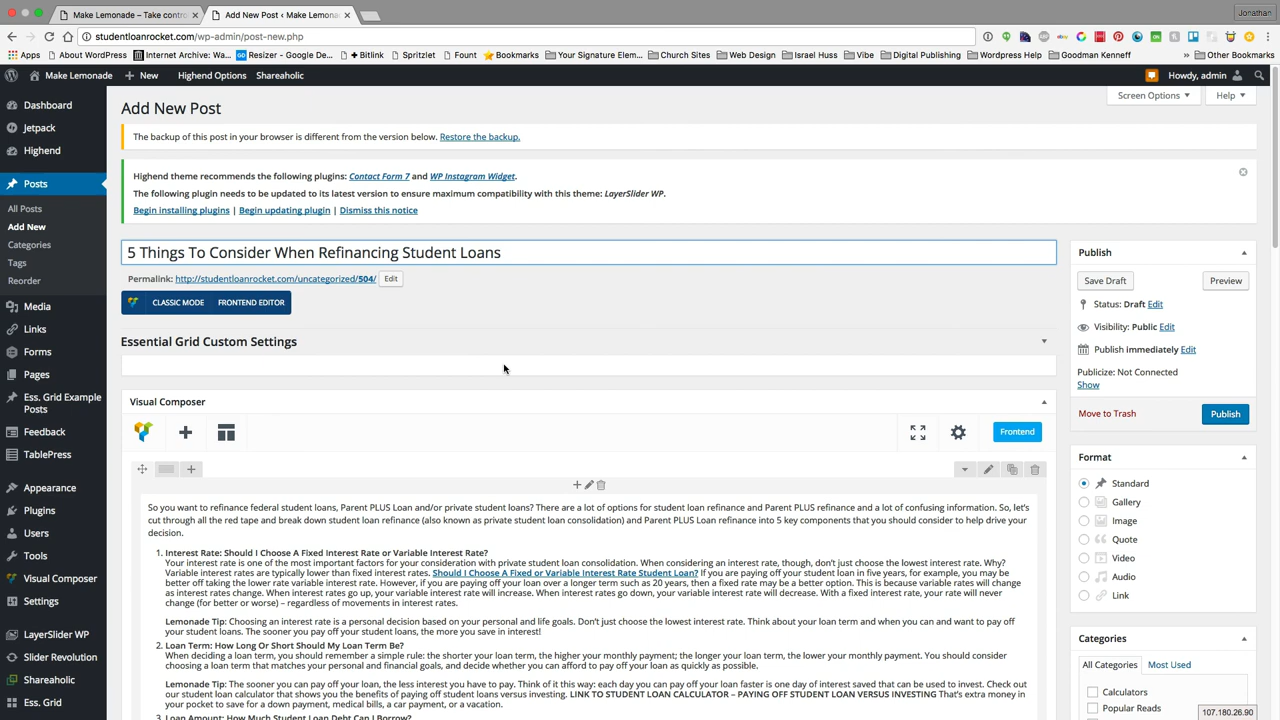 Make Lemonade – Take contr
Add New Post ‹ Make Lemona
Jonathan
studentloanrocket.com/wp-admin/post-new.php
Apps
About WordPress
Internet Archive: Wa...
Resizer - Google De...
Bitlink
Spritzlet
Fount
Bookmarks
Your Signature Elem...
Church Sites
Web Design
Israel Huss
Vibe
Digital Publishing
Wordpress Help
Goodman Kenneff
»
Other Bookmarks
Make Lemonade
New
Highend Options
Shareaholic
Howdy, admin
Dashboard
Jetpack
Highend
Posts
All Posts
Add New
Categories
Tags
Reorder
Media
Links
Forms
Pages
Ess. Grid Example
Posts
Feedback
TablePress
Appearance
Plugins
Users
Tools
Visual Composer
Settings
LayerSlider WP
Slider Revolution
Shareaholic
Ess. Grid
Add New Post
Screen Options
Help
The backup of this post in your browser is different from the version below. Restore the backup.
Highend theme recommends the following plugins: Contact Form 7 and WP Instagram Widget.
The following plugin needs to be updated to its latest version to ensure maximum compatibility with this theme: LayerSlider WP.
Begin installing plugins | Begin updating plugin | Dismiss this notice
5 Things To Consider When Refinancing Student Loans
Permalink: http://studentloanrocket.com/uncategorized/504/ Edit
CLASSIC MODE FRONTEND EDITOR
Essential Grid Custom Settings
Visual Composer
Frontend
So you want to refinance federal student loans, Parent PLUS Loan and/or private student loans? There are a lot of options for student loan refinance and Parent PLUS refinance and a lot of confusing information. So, let's
cut through all the red tape and break down student loan refinance (also known as private student loan consolidation) and Parent PLUS Loan refinance into 5 key components that you should consider to help drive your
decision.
1. Interest Rate: Should I Choose A Fixed Interest Rate or Variable Interest Rate?
Your interest rate is one of the most important factors for your consideration with private student loan consolidation. When considering an interest rate, though, don't just choose the lowest interest rate. Why?
Variable interest rates are typically lower than fixed interest rates. Should I Choose A Fixed or Variable Interest Rate Student Loan? If you are paying off your student loan in five years, for example, you may be
better off taking the lower rate variable interest rate. However, if you are paying off your loan over a longer term such as 20 years, then a fixed rate may be a better option. This is because variable rates will change
as interest rates change. When interest rates go up, your variable interest rate will increase. When interest rates go down, your variable interest rate will decrease. With a fixed interest rate, your rate will never
change (for better or worse) – regardless of movements in interest rates.
Lemonade Tip: Choosing an interest rate is a personal decision based on your personal and life goals. Don't just choose the lowest interest rate. Think about your loan term and when you can and want to pay off
your student loans. The sooner you pay off your student loans, the more you save in interest!
2. Loan Term: How Long Or Short Should My Loan Term Be?
When deciding a loan term, you should remember a simple rule: the shorter your loan term, the higher your monthly payment; the longer your loan term, the lower your monthly payment. You should consider
choosing a loan term that matches your personal and financial goals, and decide whether you can afford to pay off your loan as quickly as possible.
Lemonade Tip: The sooner you can pay off your loan, the less interest you have to pay. Think of it this way: each day you can pay off your loan faster is one day of interest saved that can be used to invest. Check out
our student loan calculator that shows you the benefits of paying off student loans versus investing. LINK TO STUDENT LOAN CALCULATOR – PAYING OFF STUDENT LOAN VERSUS INVESTING That's extra money in
your pocket to save for a down payment, medical bills, a car payment, or a vacation.
3. Loan Amount: How Much Student Loan Debt Can I Borrow?
Publish
Save Draft
Preview
Status: Draft Edit
Visibility: Public Edit
Publish immediately Edit
Publicize: Not Connected
Show
Move to Trash
Publish
Format
Standard
Gallery
Image
Quote
Video
Audio
Link
Categories
All Categories
Most Used
Calculators
Popular Reads
107.180.26.90